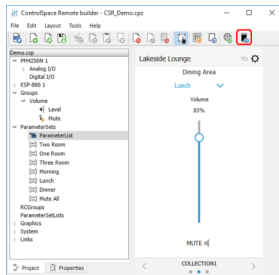 ControlSpace Remote builder - CSR_Demo.cpz
File Edit Layout Tools Help
Demo.csp
PM4250N 1
Analog I/O
Digital I/O
ESP-880 1
Groups
Volume
Level
Mute
ParameterSets
ParameterList
Two Room
One Room
Three Room
Morning
Lunch
Dinner
Mute All
RCGroups
ParameterSetLists
Graphics
System
Links
Project
Properties
Lakeside Lounge
Dining Area
Lunch
Volume
83%
MUTE
COLLECTION1